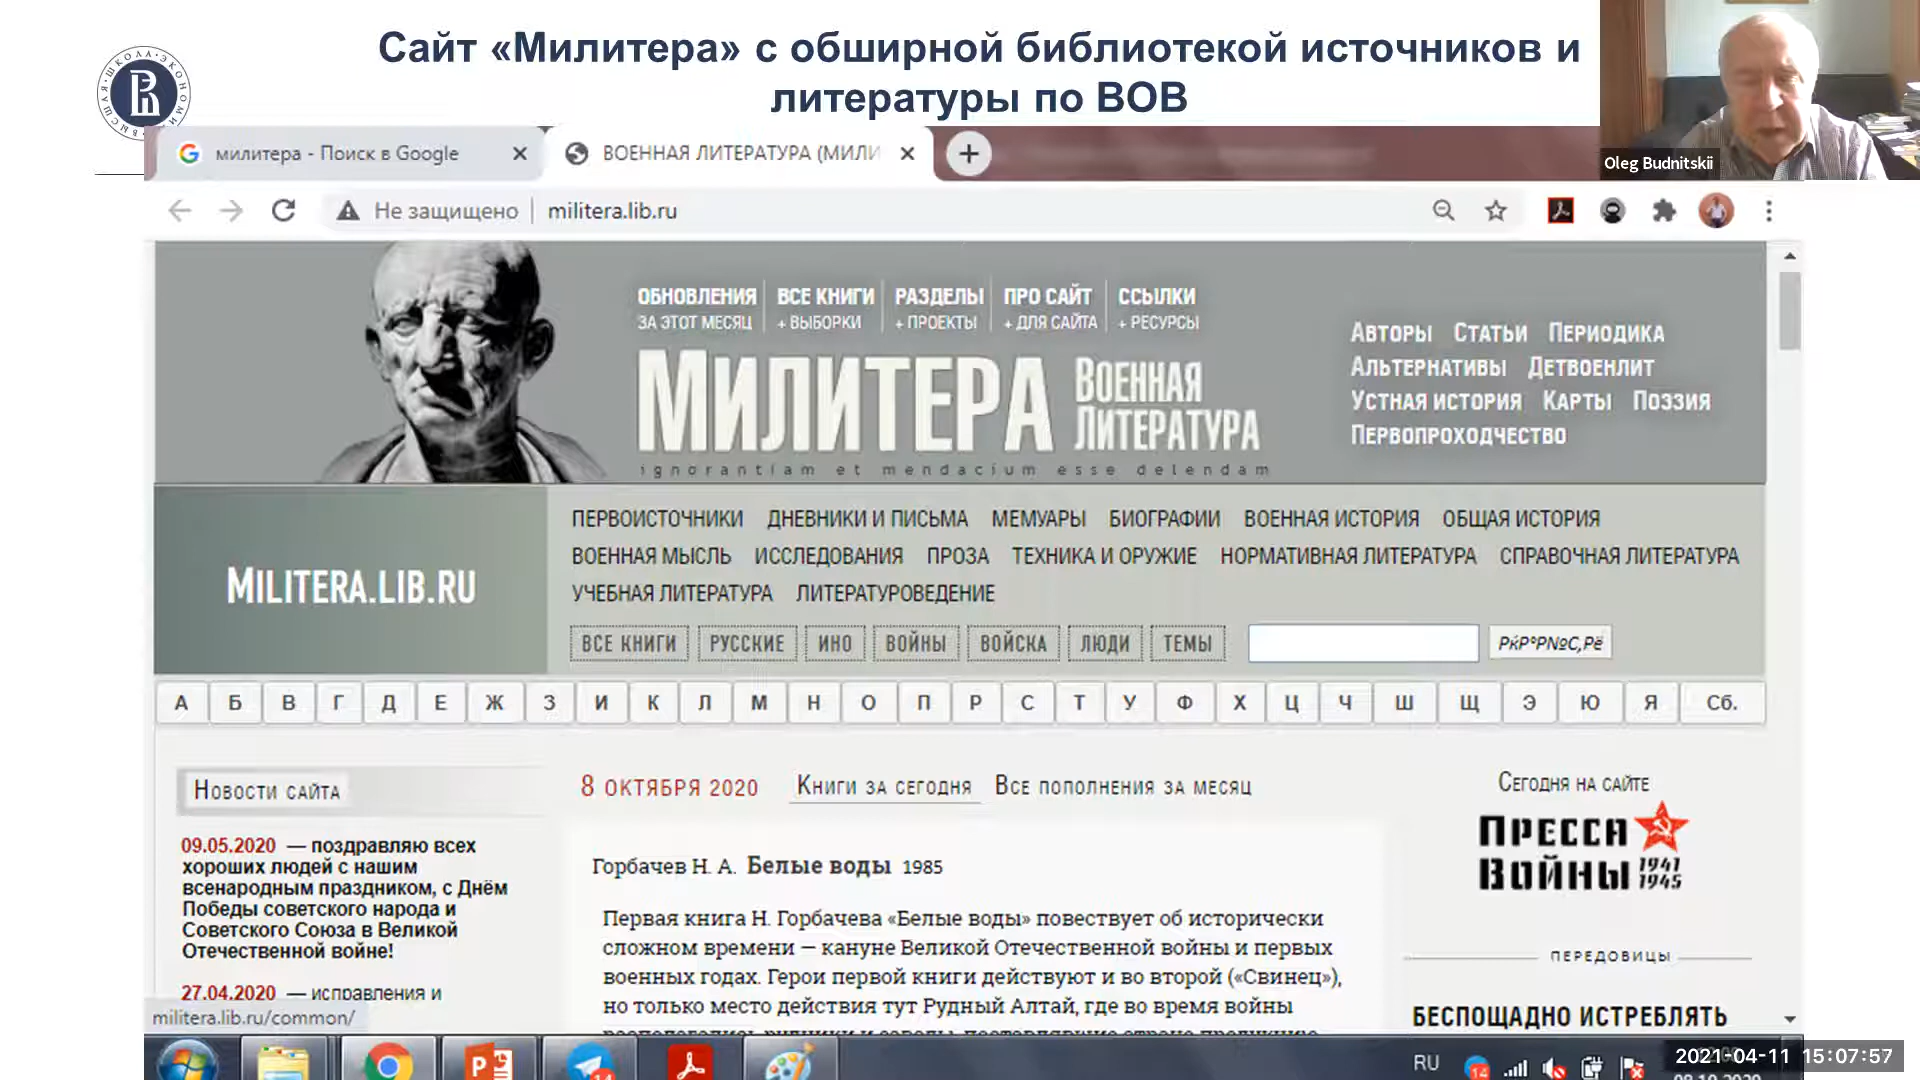 Сайт «Милитера» с обширной библиотекой источников и
литературы по ВОВ
ВЫСШАЯ ШКОЛА ЭКОНОМИКИ
Oleg Budnitskii
милитера - Поиск в Google
ВОЕННАЯ ЛИТЕРАТУРА (МИЛИ
Не защищено
militera.lib.ru
ОБНОВЛЕНИЯ ВСЕ КНИГИ РАЗДЕЛЫ ПРО САЙТ ССЫЛКИ
ЗА ЭТОТ МЕСЯЦ + ВЫБОРКИ + ПРОЕКТЫ + ДЛЯ САЙТА + РЕСУРСЫ
МИЛИТЕРА
ВОЕННАЯ
ЛИТЕРАТУРА
ignorantiam et mendacium esse delendam
АВТОРЫ СТАТЬИ ПЕРИОДИКА
АЛЬТЕРНАТИВЫ ДЕТВОЕНЛИТ
УСТНАЯ ИСТОРИЯ КАРТЫ ПОЭЗИЯ
ПЕРВОПРОХОДЧЕСТВО
MILITERA.LIB.RU
ПЕРВОИСТОЧНИКИ ДНЕВНИКИ И ПИСЬМА МЕМУАРЫ БИОГРАФИИ ВОЕННАЯ ИСТОРИЯ ОБЩАЯ ИСТОРИЯ
ВОЕННАЯ МЫСЛЬ ИССЛЕДОВАНИЯ ПРОЗА ТЕХНИКА И ОРУЖИЕ НОРМАТИВНАЯ ЛИТЕРАТУРА СПРАВОЧНАЯ ЛИТЕРАТУРА
УЧЕБНАЯ ЛИТЕРАТУРА ЛИТЕРАТУРОВЕДЕНИЕ
ВСЕ КНИГИ РУССКИЕ ИНО ВОЙНЫ ВОЙСКА ЛЮДИ ТЕМЫ
РќР°Р№С‚Рё
А Б В Г Д Е Ж З И К Л М Н О П Р С Т У Ф Х Ц Ч Ш Щ Э Ю Я Сб.
НОВОСТИ САЙТА
09.05.2020 — поздравляю всех
хороших людей с нашим
всенародным праздником, с Днём
Победы советского народа и
Советского Союза в Великой
Отечественной войне!
27.04.2020 — исправления и
militera.lib.ru/common/
8 ОКТЯБРЯ 2020 КНИГИ ЗА СЕГОДНЯ ВСЕ ПОПОЛНЕНИЯ ЗА МЕСЯЦ
Горбачев Н. А. Белые воды 1985
Первая книга Н. Горбачева «Белые воды» повествует об исторически
сложном времени — кануне Великой Отечественной войны и первых
военных годах. Герои первой книги действуют и во второй («Свинец»),
но только место действия тут Рудный Алтай, где во время войны
СЕГОДНЯ НА САЙТЕ
ПРЕССА
ВОЙНЫ
1941
1945
ПЕРЕДОВИЦЫ
БЕСПОЩАДНО ИСТРЕБЛЯТЬ
14
RU
14
2021-04-11 15:07:57